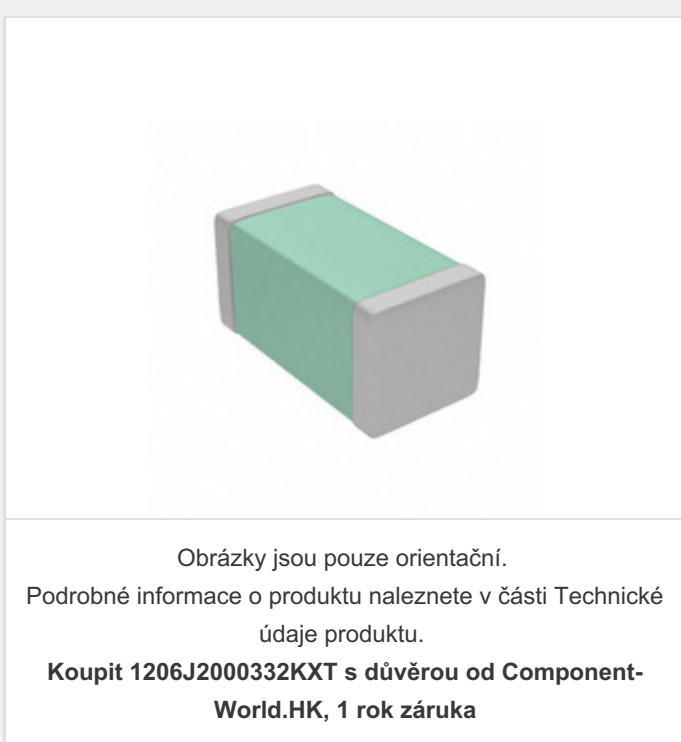 Obrázky jsou pouze orientační.
Podrobné informace o produktu naleznete v části Technické
údaje produktu.
Koupit 1206J2000332KXT s důvěrou od Component-
World.HK, 1 rok záruka